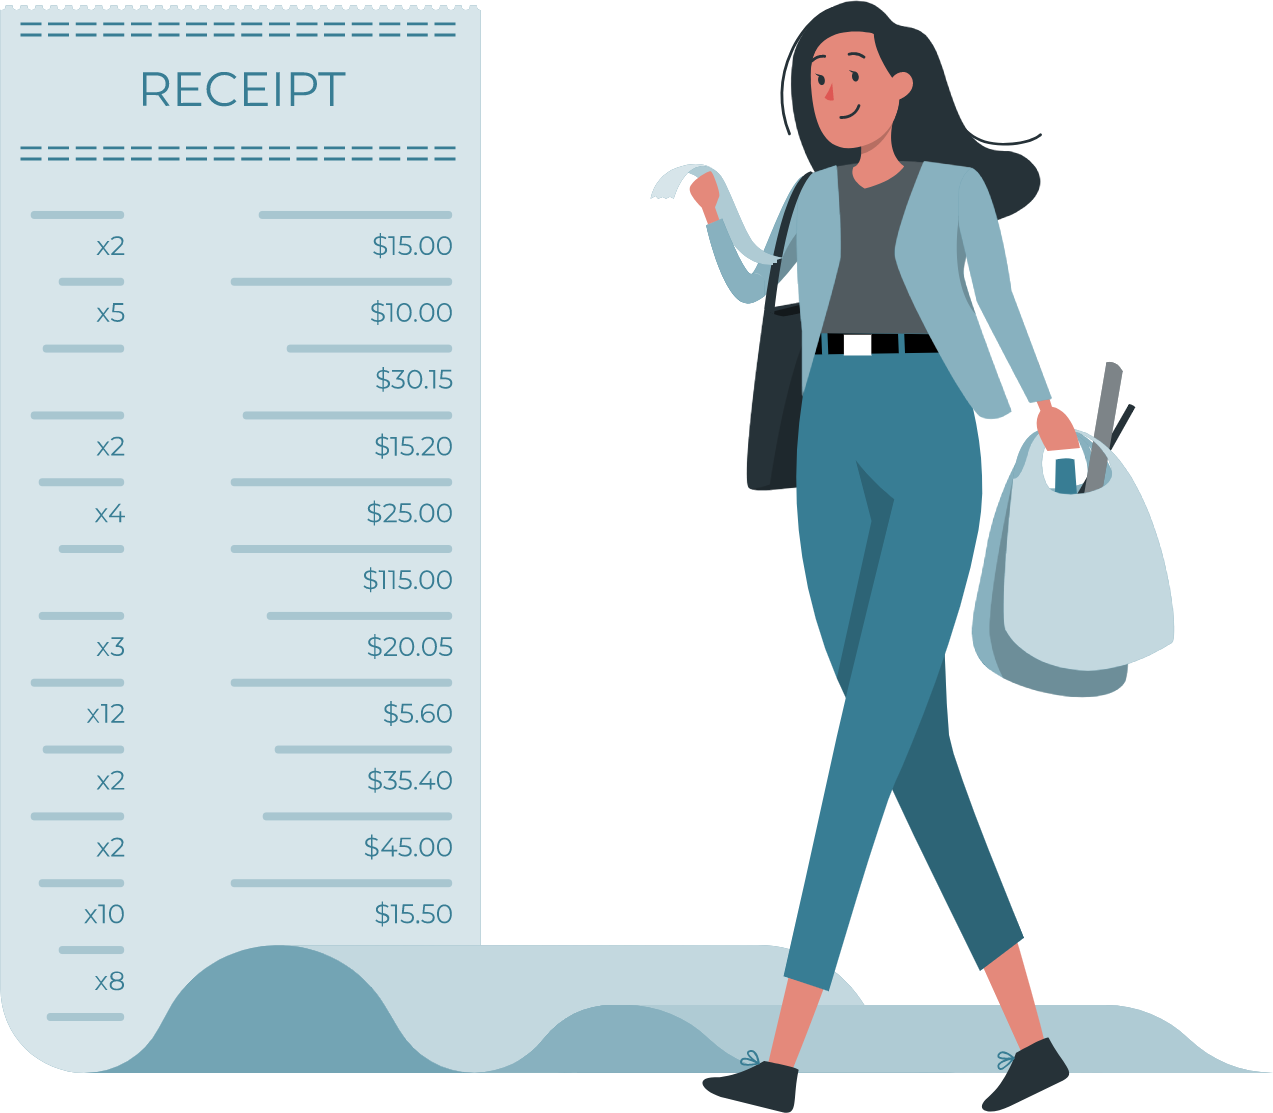 RECEIPT
x2 $15.00
x5 $10.00
$30.15
x2 $15.20
x4 $25.00
$115.00
x3 $20.05
x12 $5.60
x2 $35.40
x2 $45.00
x10 $15.50
x8